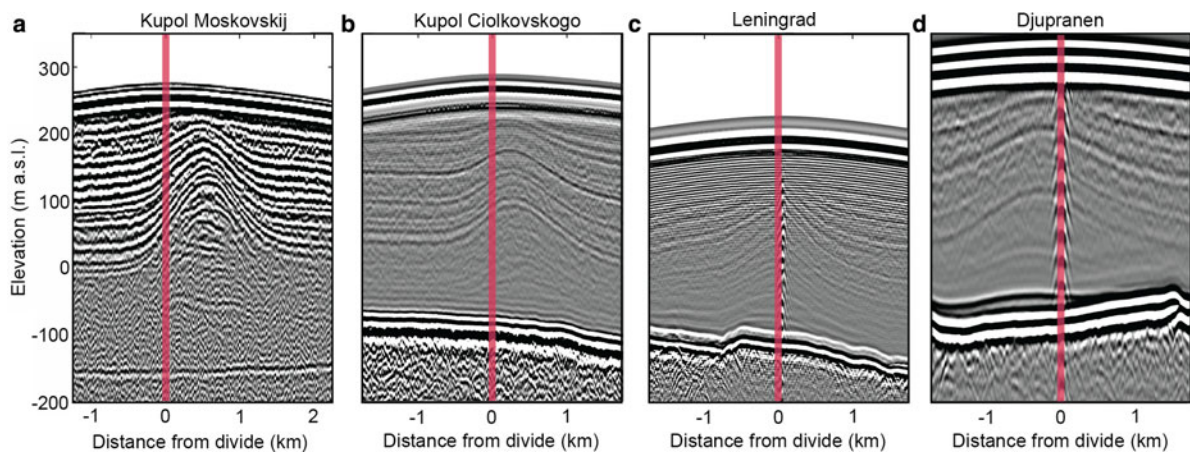 a Kupol Moskovskij b Kupol Ciolkovskogo c Leningrad d Djupranen
300
200
100
0
-100
-200
Elevation (m a.s.l.)
-1 0 1 2 -1 0 1 -1 0 1 -1 0 1
Distance from divide (km) Distance from divide (km) Distance from divide (km) Distance from divide (km)